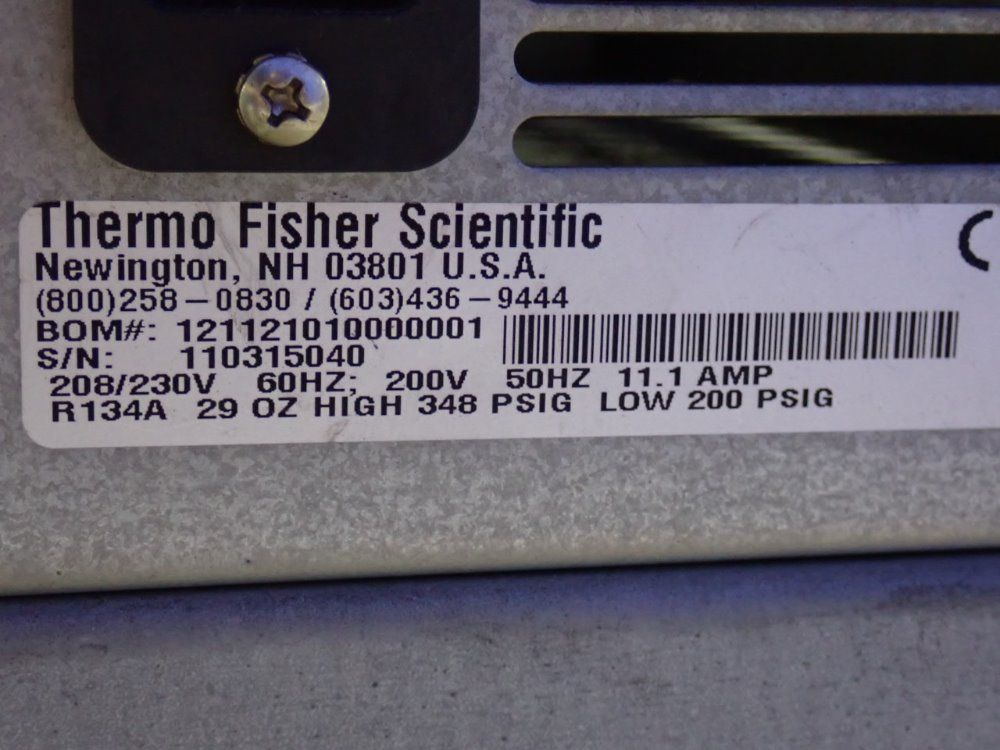 Thermo Fisher Scientific
Newington, NH 03801 U.S.A.
(800)258-0830 / (603)436-9444
BOM#: 121121010000001
S/N: 110315040
208/230V 60HZ; 200V 50HZ 11.1 AMP
R134A 29 OZ HIGH 348 PSIG LOW 200 PSIG